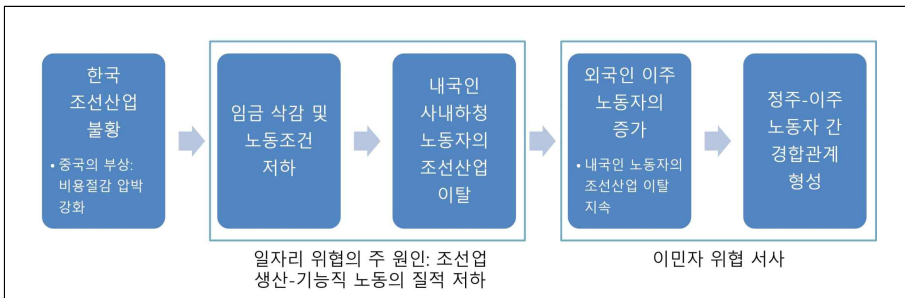 한국
조선산업
불황
• 중국의 부상:
비용절감 압박
강화
임금 삭감 및
노동조건
저하
내국인
사내하청
노동자의
조선산업
이탈
외국인 이주
노동자의
증가
• 내국인 노동자의
조선산업 이탈
지속
정주-이주
노동자 간
경합관계
형성
일자리 위협의 주 원인: 조선업
생산-기능직 노동의 질적 저하
이민자 위협 서사